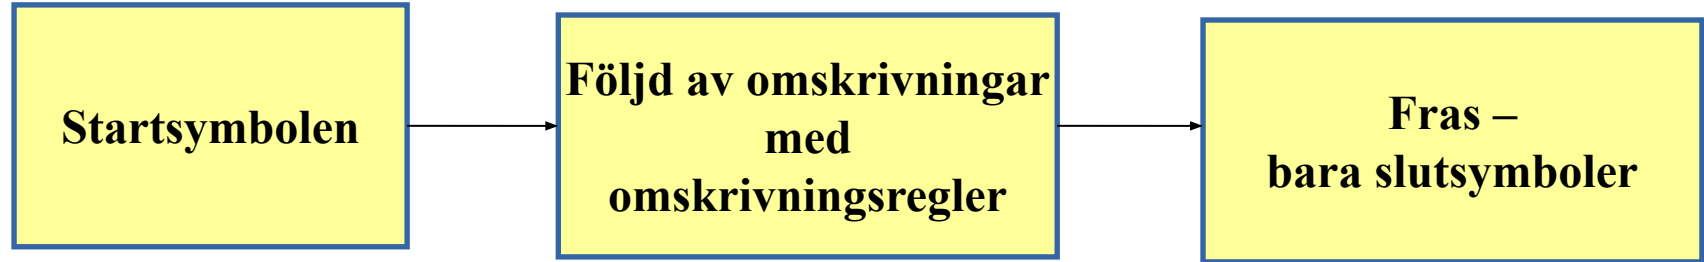 Startsymbolen
Följd av omskrivningar
med
omskrivningsregler
Fras –
bara slutsymboler